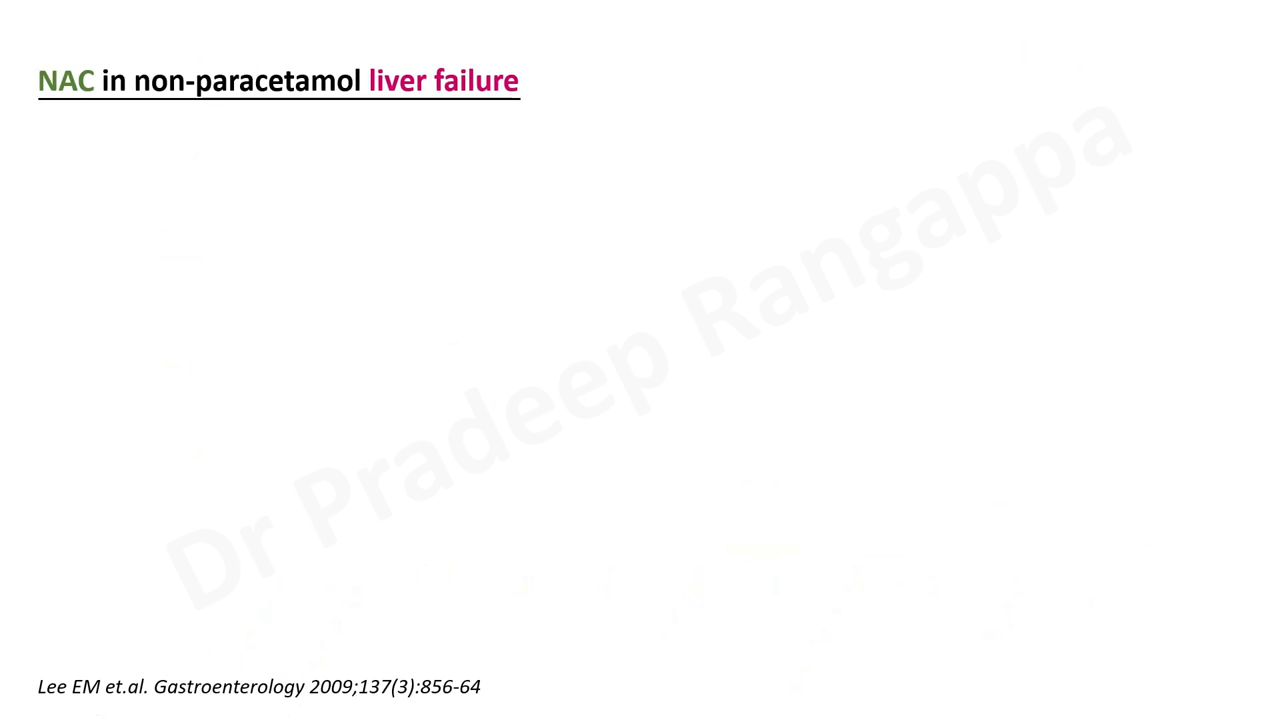 NAC in non-paracetamol liver failure
Dr Pradeep Rangappa
Lee EM et.al. Gastroenterology 2009;137(3):856-64